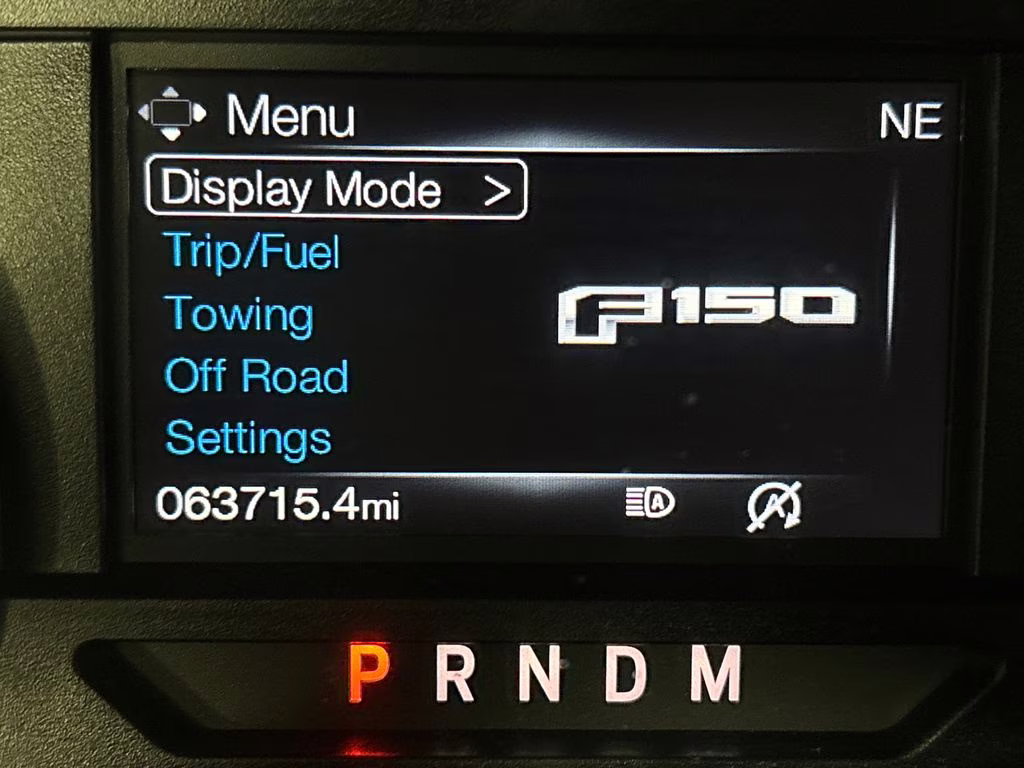 Menu NE
Display Mode >
Trip/Fuel
Towing
Off Road
Settings
F150
063715.4mi
A A
P R N D M